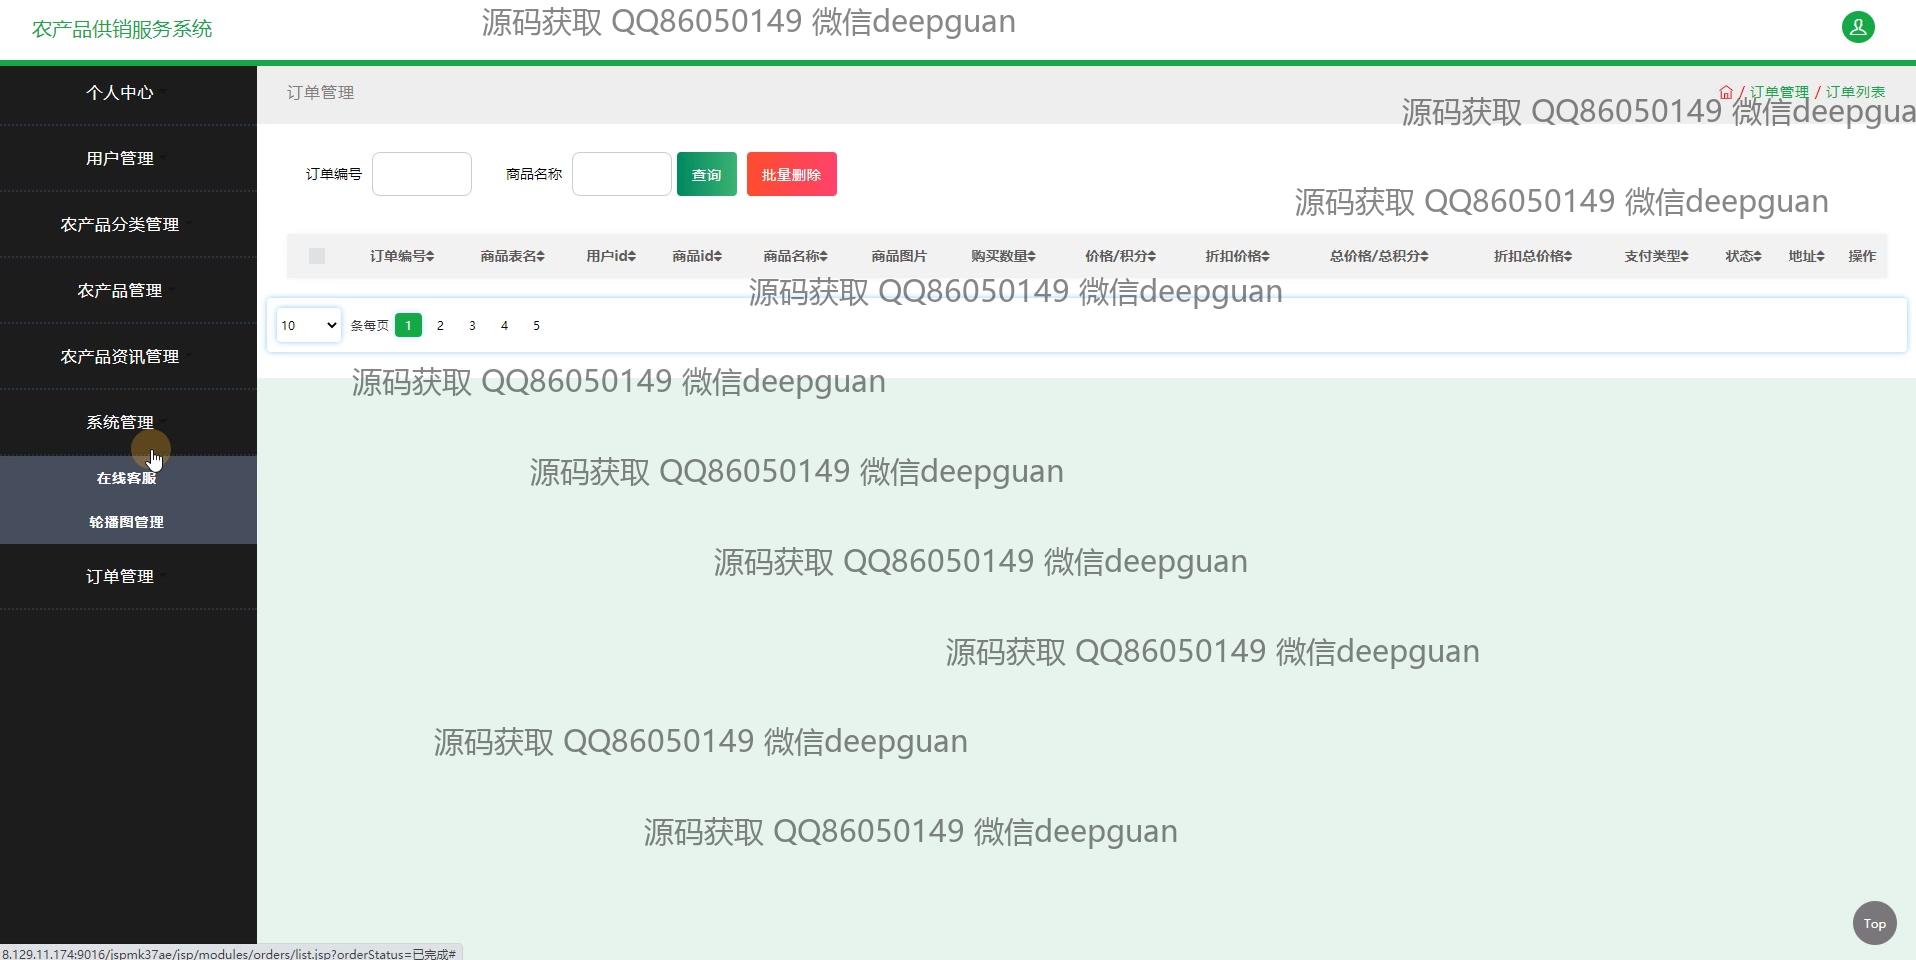 农产品供销服务系统
源码获取 QQ86050149 微信deepguan
个人中心
订单管理
/ 订单管理 / 订单列表
源码获取 QQ86050149 微信deepgua
用户管理
订单编号
商品名称
查询
批量删除
源码获取 QQ86050149 微信deepguan
农产品分类管理
订单编号 商品表名 用户id 商品id 商品名称 商品图片 购买数量 价格/积分 折扣价格 总价格/总积分 折扣总价格 支付类型 状态 地址 操作
农产品管理
源码获取 QQ86050149 微信deepguan
10 条每页 1 2 3 4 5
农产品资讯管理
源码获取 QQ86050149 微信deepguan
系统管理
源码获取 QQ86050149 微信deepguan
在线客服
轮播图管理
源码获取 QQ86050149 微信deepguan
订单管理
源码获取 QQ86050149 微信deepguan
源码获取 QQ86050149 微信deepguan
源码获取 QQ86050149 微信deepguan
Top
8.129.11.174:9016/jspmk37ae/jsp/modules/orders/list.jsp?orderStatus=已完成#